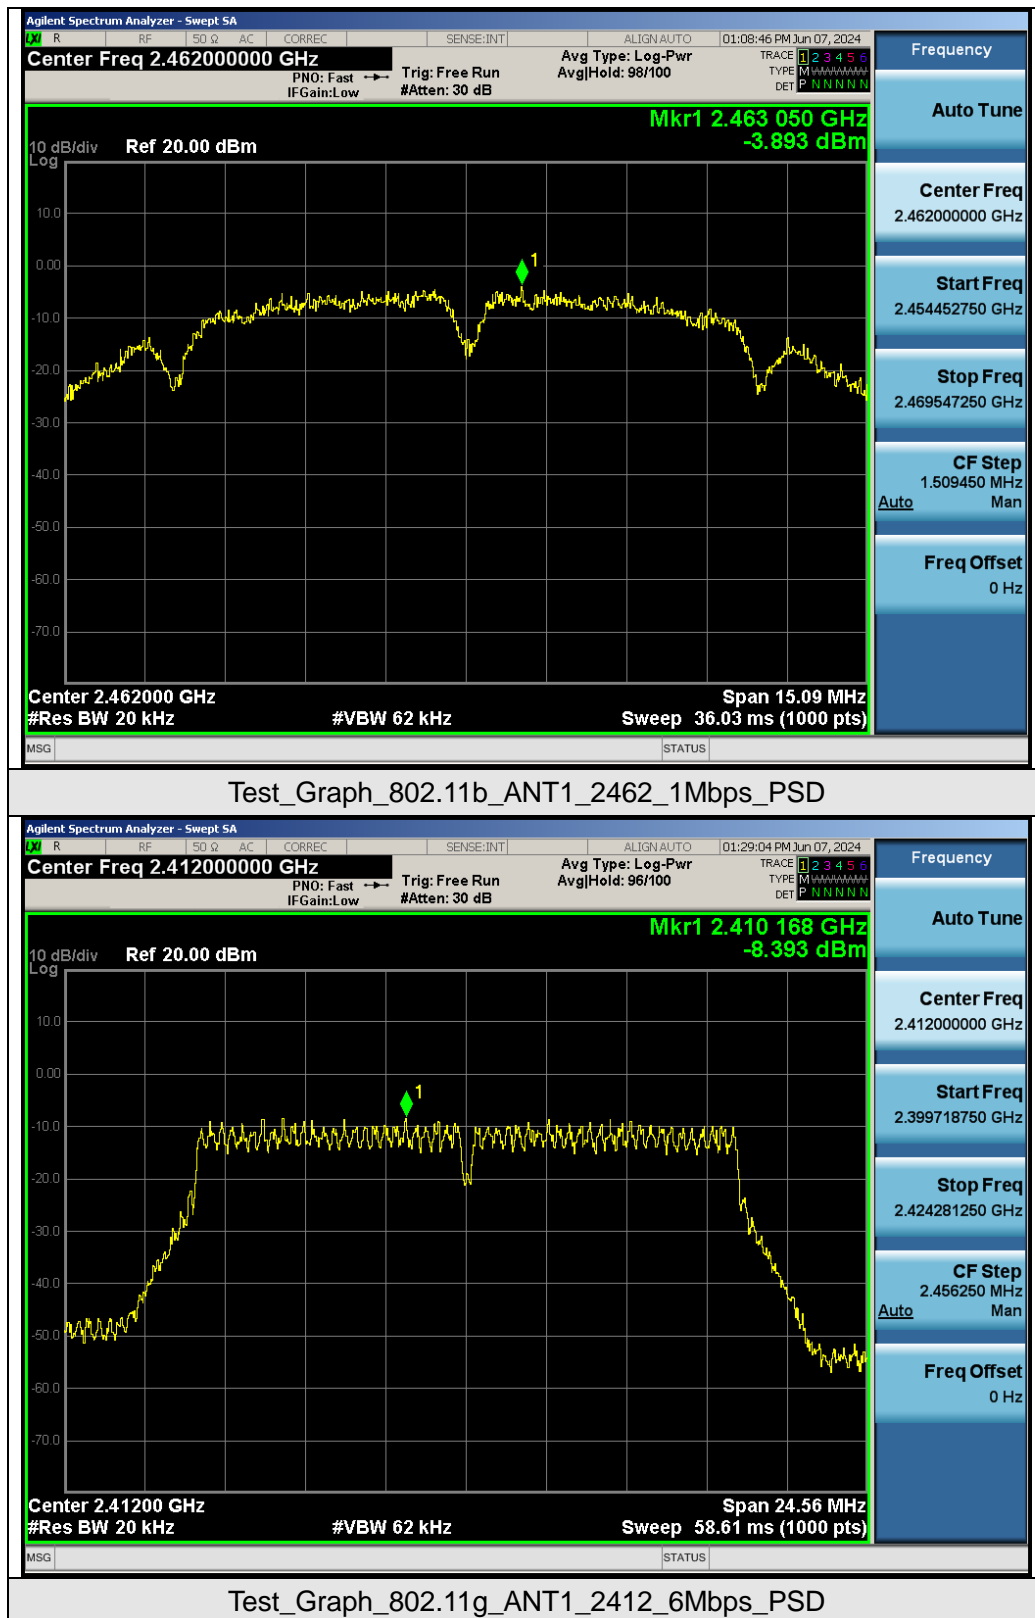 Agilent Spectrum Analyzer - Swept SA
LXI R RF 50 Ω AC CORREC SENSE:INT ALIGN AUTO 01:08:46 PM Jun 07, 2024
Center Freq 2.462000000 GHz
PNO: Fast
IFGain:Low
Trig: Free Run
#Atten: 30 dB
Avg Type: Log-Pwr
Avg|Hold: 98/100
TRACE 1 2 3 4 5 6
TYPE M WWWWW
DET P N N N N N
Mkr1 2.463 050 GHz
-3.893 dBm
10 dB/div Ref 20.00 dBm
Log
10.0
0.00
-10.0
-20.0
-30.0
-40.0
-50.0
-60.0
-70.0
1
Center 2.462000 GHz Span 15.09 MHz
#Res BW 20 kHz #VBW 62 kHz Sweep 36.03 ms (1000 pts)
MSG STATUS
Frequency
Auto Tune
Center Freq
2.462000000 GHz
Start Freq
2.454452750 GHz
Stop Freq
2.469547250 GHz
CF Step
1.509450 MHz
Auto Man
Freq Offset
0 Hz
Test_Graph_802.11b_ANT1_2462_1Mbps_PSD
Agilent Spectrum Analyzer - Swept SA
LXI R RF 50 Ω AC CORREC SENSE:INT ALIGN AUTO 01:29:04 PM Jun 07, 2024
Center Freq 2.412000000 GHz
PNO: Fast
IFGain:Low
Trig: Free Run
#Atten: 30 dB
Avg Type: Log-Pwr
Avg|Hold: 96/100
TRACE 1 2 3 4 5 6
TYPE M WWWWW
DET P N N N N N
Mkr1 2.410 168 GHz
-8.393 dBm
10 dB/div Ref 20.00 dBm
Log
10.0
0.00
-10.0
-20.0
-30.0
-40.0
-50.0
-60.0
-70.0
1
Center 2.41200 GHz Span 24.56 MHz
#Res BW 20 kHz #VBW 62 kHz Sweep 58.61 ms (1000 pts)
MSG STATUS
Frequency
Auto Tune
Center Freq
2.412000000 GHz
Start Freq
2.399718750 GHz
Stop Freq
2.424281250 GHz
CF Step
2.456250 MHz
Auto Man
Freq Offset
0 Hz
Test_Graph_802.11g_ANT1_2412_6Mbps_PSD